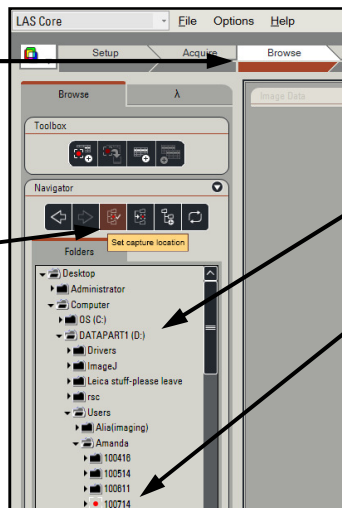 LAS Core
File Options Help
Setup Acquire Browse
Browse λ
Image Data
Toolbox
Navigator
Set capture location
Folders
Desktop
Administrator
Computer
OS (C:)
DATAPART1 (D:)
Drivers
ImageJ
Leica stuff-please leave
rsc
Users
Alia(imaging)
Amanda
100416
100514
100611
100714